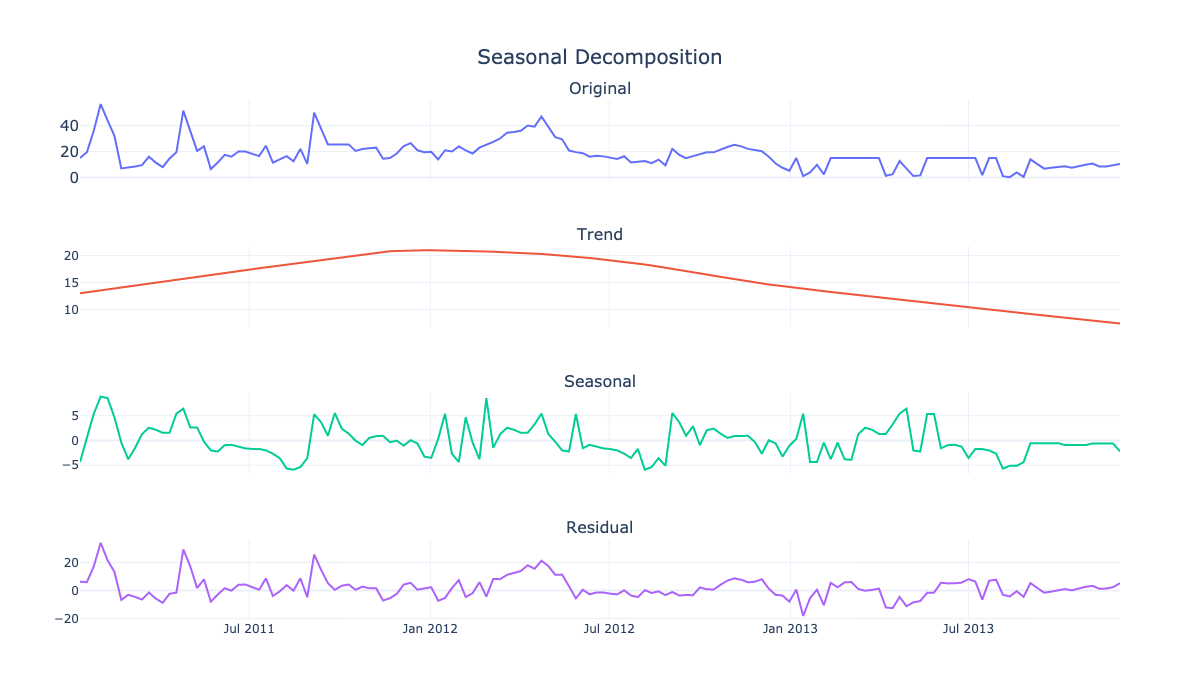 Seasonal Decomposition
Original
40
20
0
Trend
20
15
10
Seasonal
5
0
−5
Residual
20
0
−20
Jul 2011 Jan 2012 Jul 2012 Jan 2013 Jul 2013